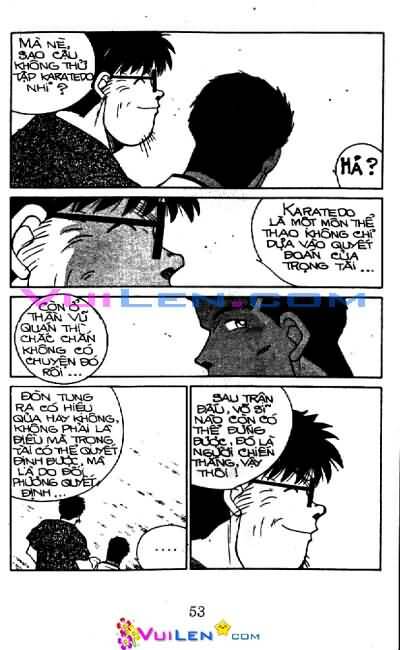 MÀ NÈ,
SAO CẬU
KHÔNG THỬ
TẬP KARATEDO
NHỈ ?
HẢ ?
KARATEDO
LÀ MỘT MÔN THỂ
THAO KHÔNG CHỈ
DỰA VÀO QUYẾT
ĐOÁN CỦA
TRỌNG TÀI ...
CÒN Ở
THẦN VŨ
QUÁN THÌ
CHẮC CHẮN
KHÔNG CÓ
CHUYỆN ĐÓ
RỒI ...
VUILEN.COM
ĐÒN TUNG
RA CÓ HIỆU
QỦA HAY KHÔNG,
KHÔNG PHẢI LÀ
ĐIỀU MÀ TRỌNG
TÀI CÓ THỂ QUYẾT
ĐỊNH ĐƯỢC, MÀ
LÀ DO ĐỐI
PHƯƠNG QUYẾT
ĐỊNH ...
SAU TRẬN
ĐẤU, VÕ SĨ
NÀO CÒN CÓ
THỂ ĐỨNG
ĐƯỢC, ĐÓ LÀ
NGƯỜI CHIẾN
THẮNG, VẬY
THÔI !
....
53
VUILEN.COM